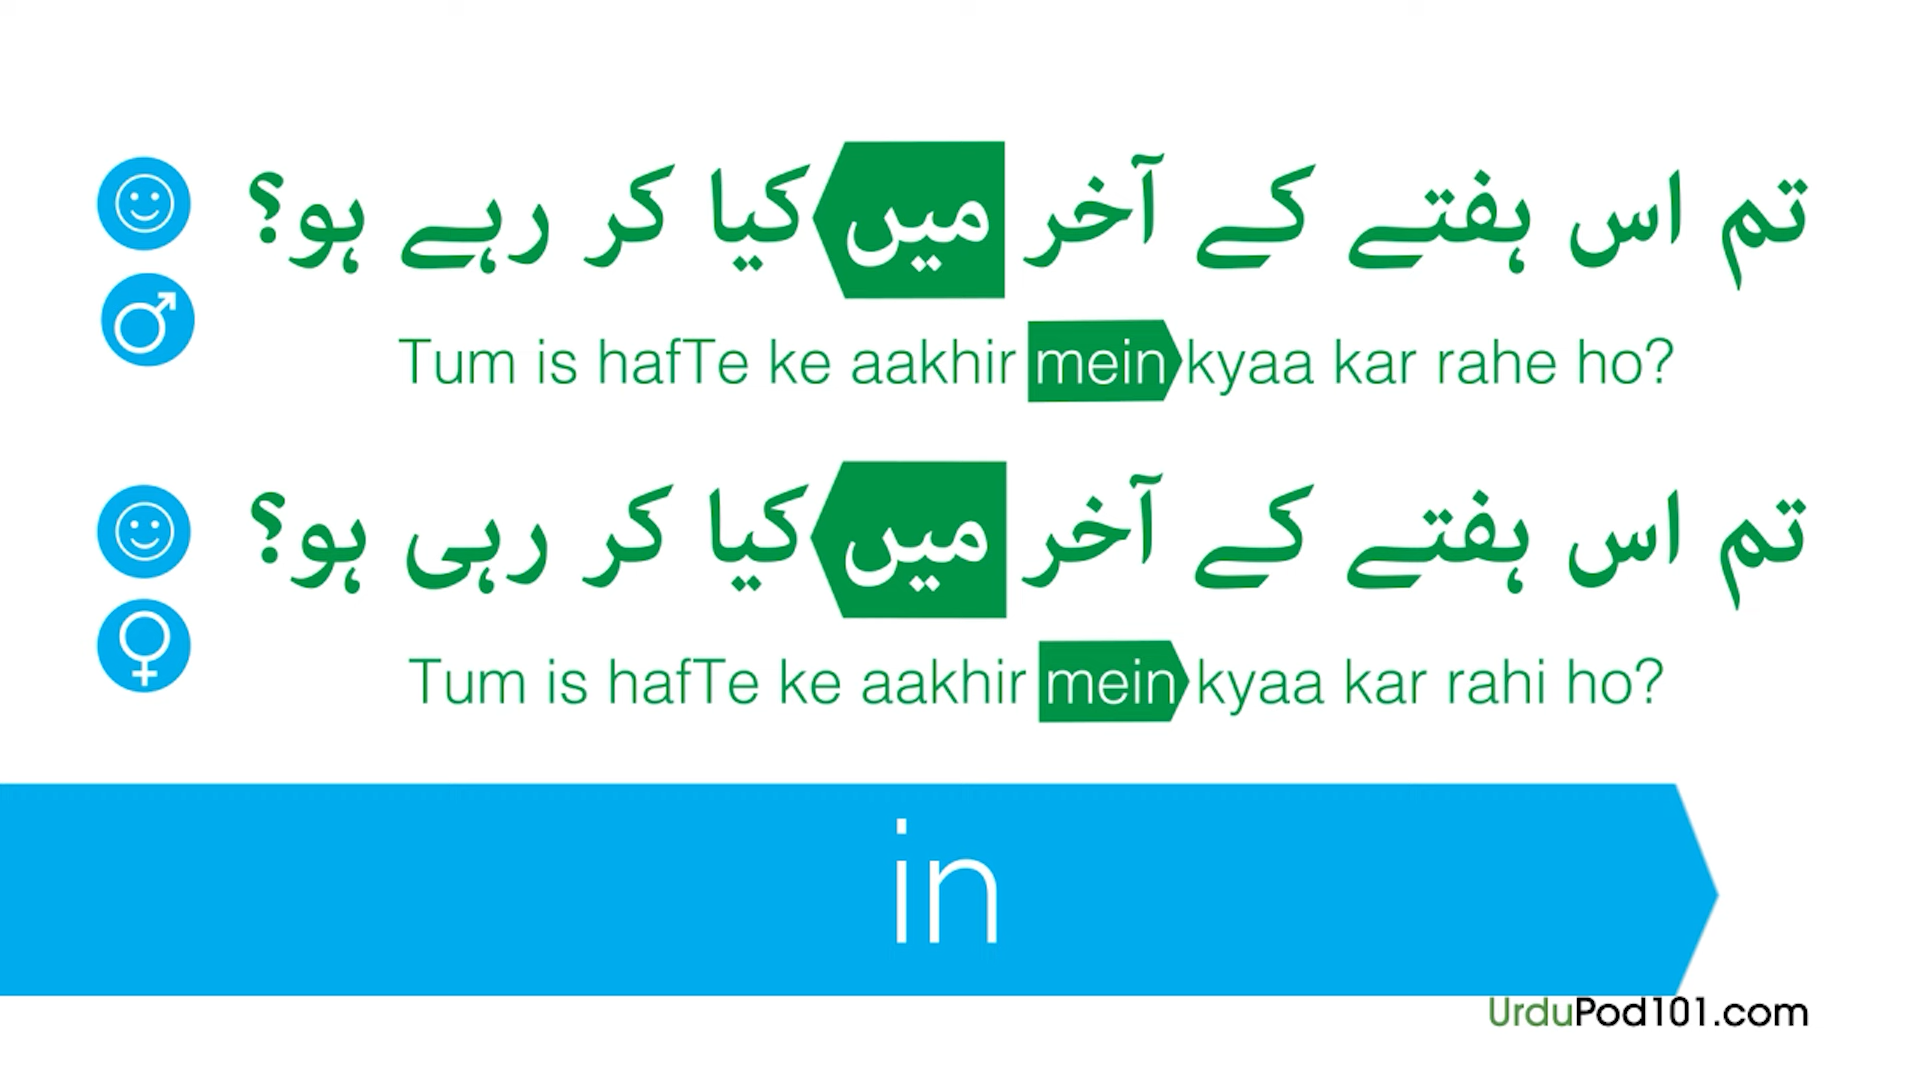 تم اس ہفتے کے آخر میں کیا کر رہے ہو؟
Tum is hafTe ke aakhir mein kyaa kar rahe ho?
تم اس ہفتے کے آخر میں کیا کر رہی ہو؟
Tum is hafTe ke aakhir mein kyaa kar rahi ho?
in
UrduPod101.com